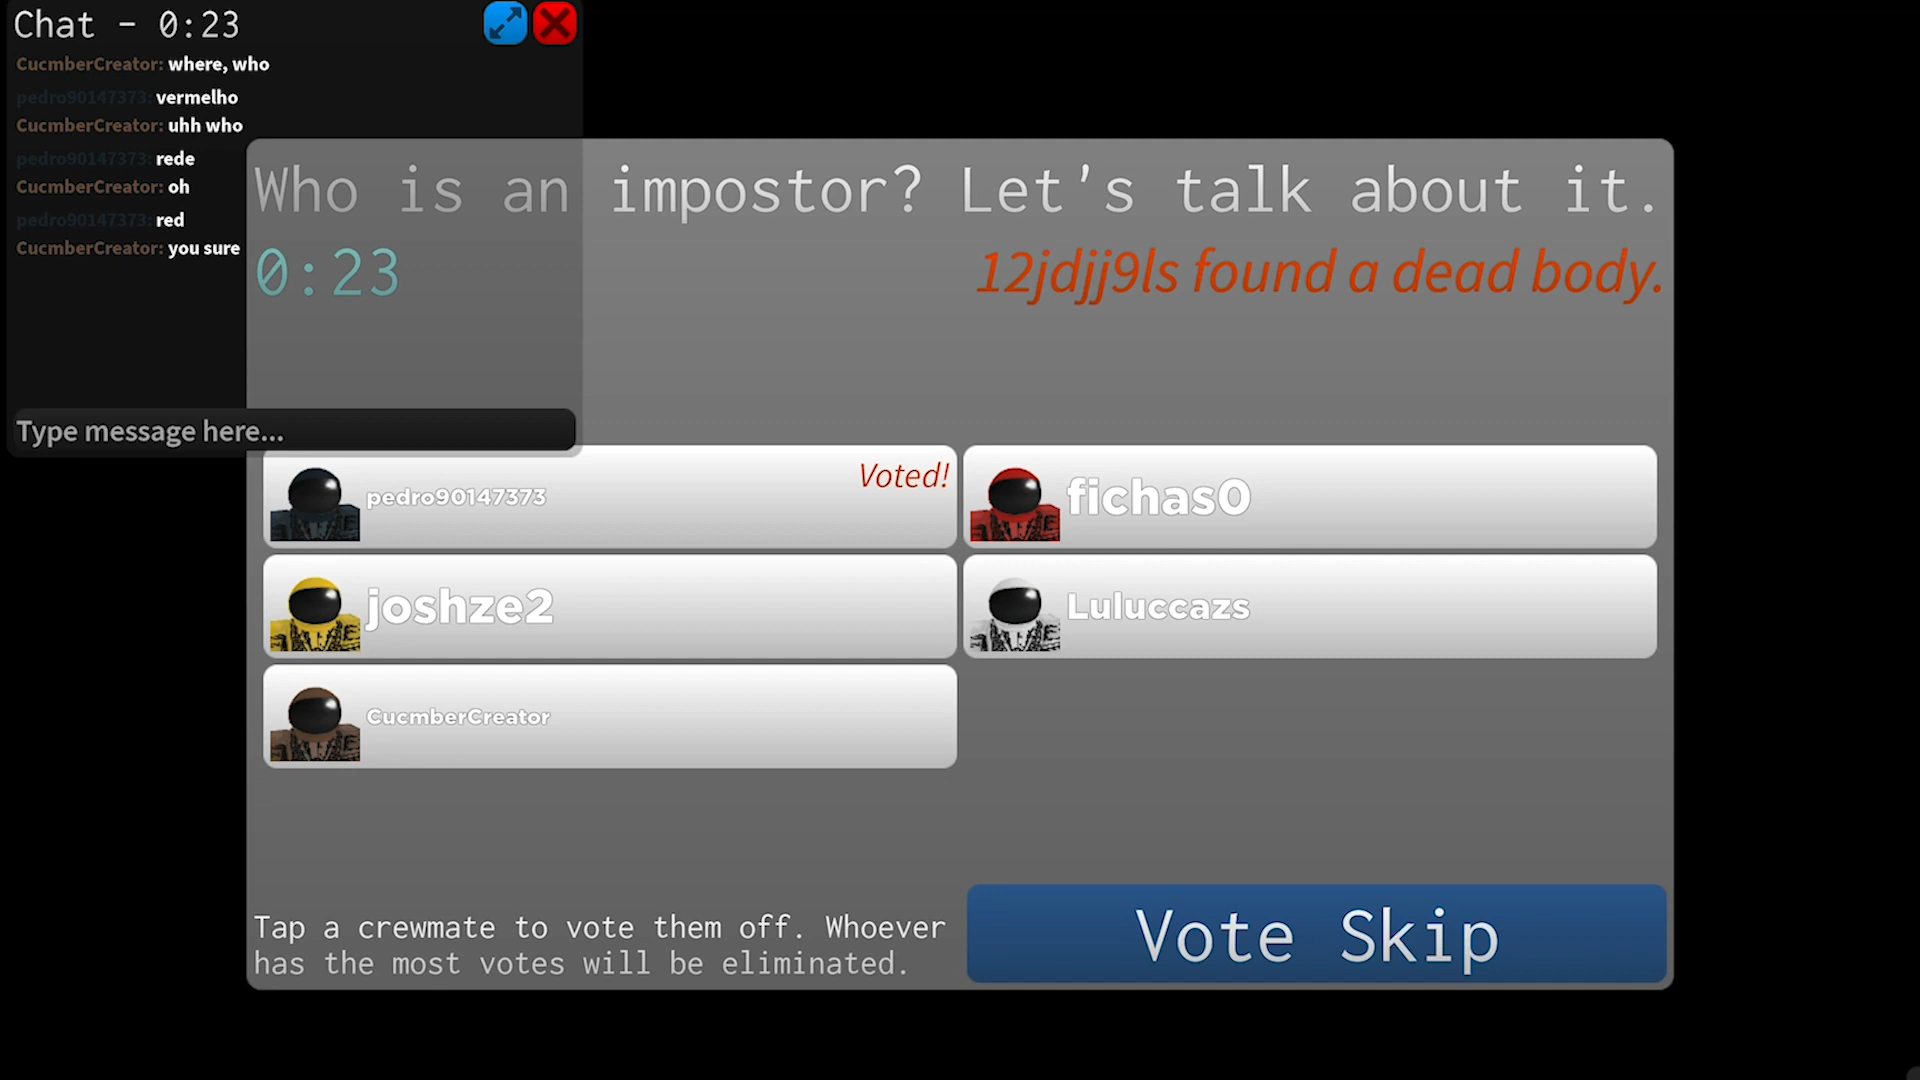 Chat - 0:23
CucmberCreator: where, who
pedro90147373: vermelho
CucmberCreator: uhh who
pedro90147373: rede
CucmberCreator: oh
pedro90147373: red
CucmberCreator: you sure
Type message here...
Who is an impostor? Let's talk about it.
0:23
12jdjj9ls found a dead body.
pedro90147373
Voted!
fichas0
joshze2
Luluccazs
CucmberCreator
Tap a crewmate to vote them off. Whoever
has the most votes will be eliminated.
Vote Skip